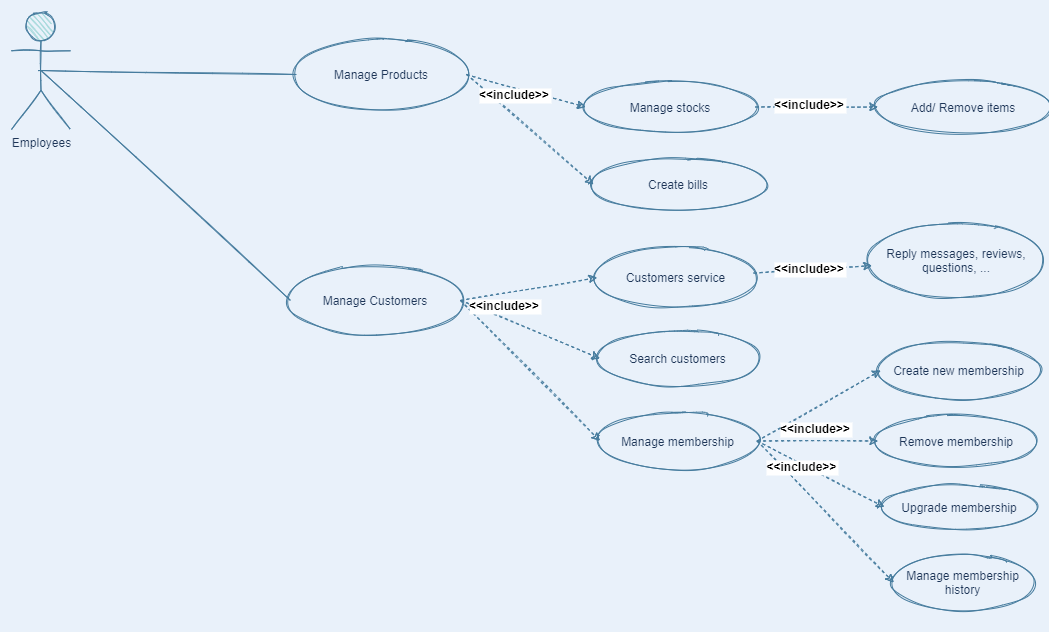 Employees
Manage Products
<<include>>
Manage stocks
<<include>>
Add/ Remove items
Create bills
Manage Customers
<<include>>
Customers service
<<include>>
Reply messages, reviews,
questions, ...
Search customers
Manage membership
<<include>>
<<include>>
Create new membership
Remove membership
Upgrade membership
Manage membership
history